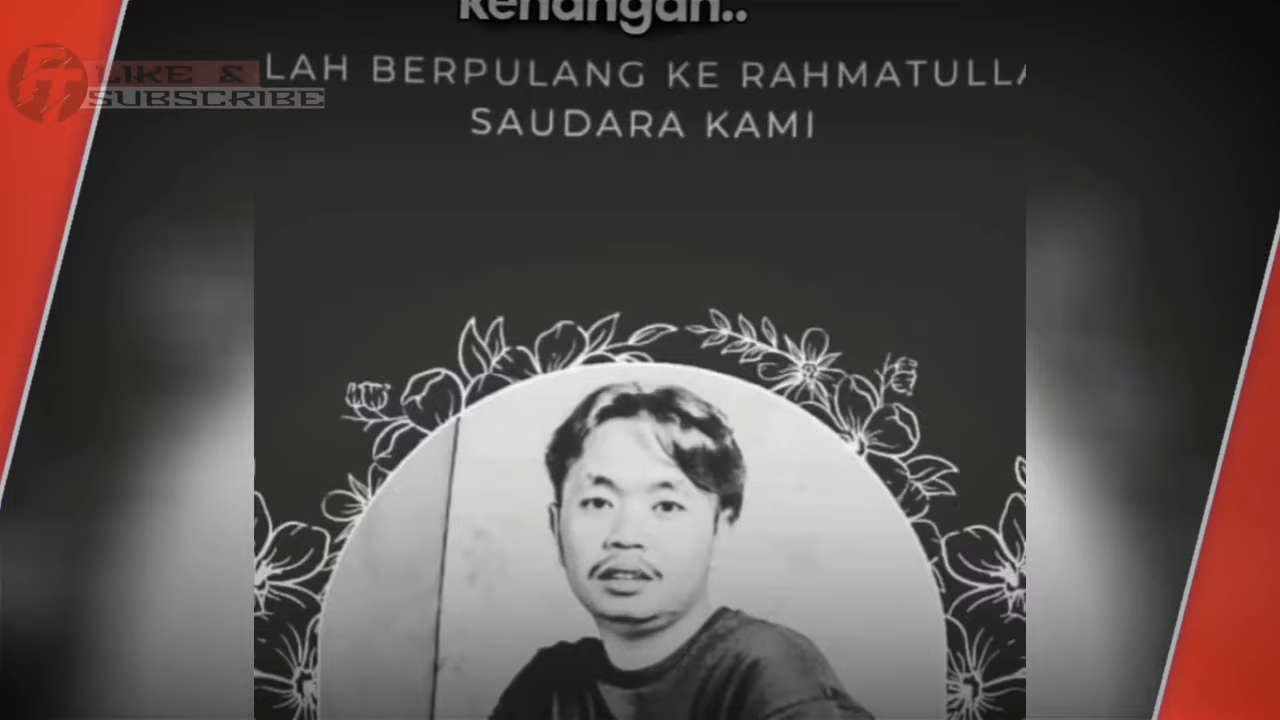 kenangan..
LAH BERPULANG KE RAHMATULLA
SAUDARA KAMI
LIKE &
SUBSCRIBE